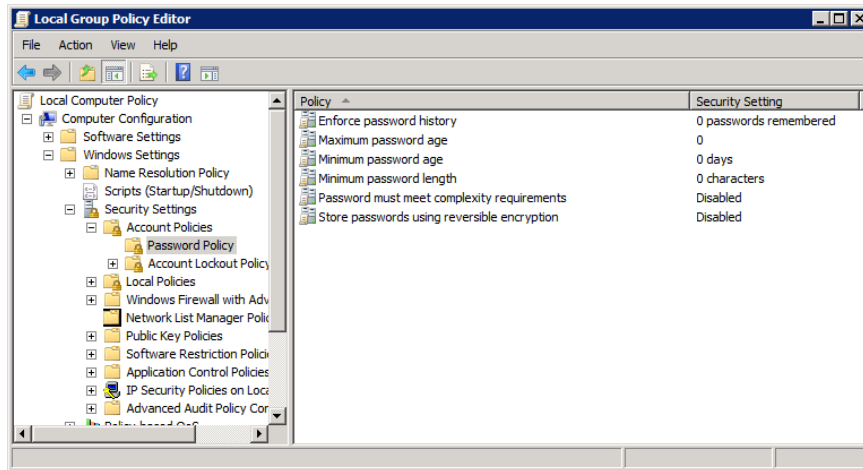 Local Group Policy Editor
File Action View Help
Local Computer Policy
Computer Configuration
Software Settings
Windows Settings
Name Resolution Policy
Scripts (Startup/Shutdown)
Security Settings
Account Policies
Password Policy
Account Lockout Policy
Local Policies
Windows Firewall with Adv
Network List Manager Polic
Public Key Policies
Software Restriction Polici
Application Control Policies
IP Security Policies on Loca
Advanced Audit Policy Con
Policy Security Setting
Enforce password history 0 passwords remembered
Maximum password age 0
Minimum password age 0 days
Minimum password length 0 characters
Password must meet complexity requirements Disabled
Store passwords using reversible encryption Disabled